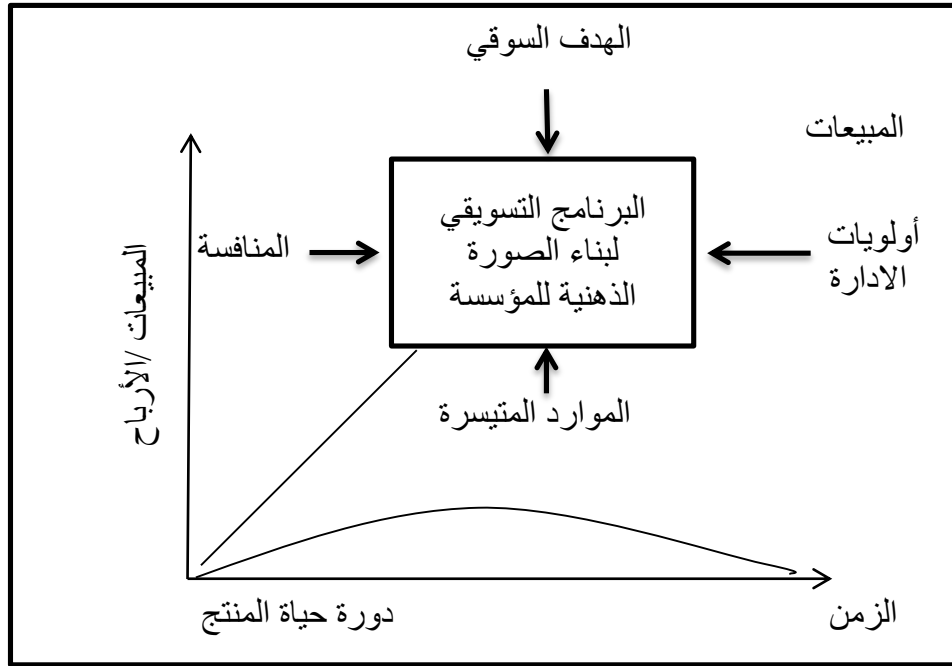 الهدف السوقي
المبيعات
البرنامج التسويقي
لبناء الصورة
الذهنية للمؤسسة
أولويات
الادارة
المنافسة
الموارد المتيسرة
المبيعات /الأرباح
الزمن
دورة حياة المنتج